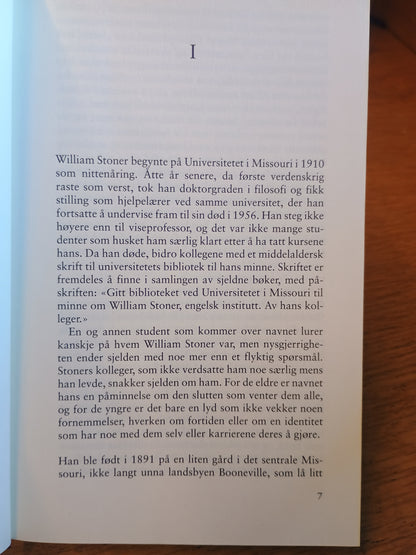 I
William Stoner begynte på Universitetet i Missouri i 1910
som nittenåring. Åtte år senere, da første verdenskrig
raste som verst, tok han doktorgraden i filosofi og fikk
stilling som hjelpelærer ved samme universitet, der han
fortsatte å undervise fram til sin død i 1956. Han steg ikke
høyere enn til viseprofessor, og det var ikke mange stu-
denter som husket ham særlig klart etter å ha tatt kursene
hans. Da han døde, bidro kollegene med et middelaldersk
skrift til universitetets bibliotek til hans minne. Skriftet er
fremdeles å finne i samlingen av sjeldne bøker, med på-
skriften: «Gitt biblioteket ved Universitetet i Missouri til
minne om William Stoner, engelsk institutt. Av hans kol-
leger.»
En og annen student som kommer over navnet lurer
kanskje på hvem William Stoner var, men nysgjerrighe-
ten ender sjelden med noe mer enn et flyktig spørsmål.
Stoners kolleger, som ikke verdsatte ham noe særlig mens
han levde, snakker sjelden om ham. For de eldre er navnet
hans en påminnelse om den slutten som venter dem alle,
og for de yngre er det bare en lyd som ikke vekker noen
fornemmelser, hverken om fortiden eller om en identitet
som har noe med dem selv eller karrierene deres å gjøre.
Han ble født i 1891 på en liten gård i det sentrale Mis-
souri, ikke langt unna landsbyen Booneville, som lå litt
7